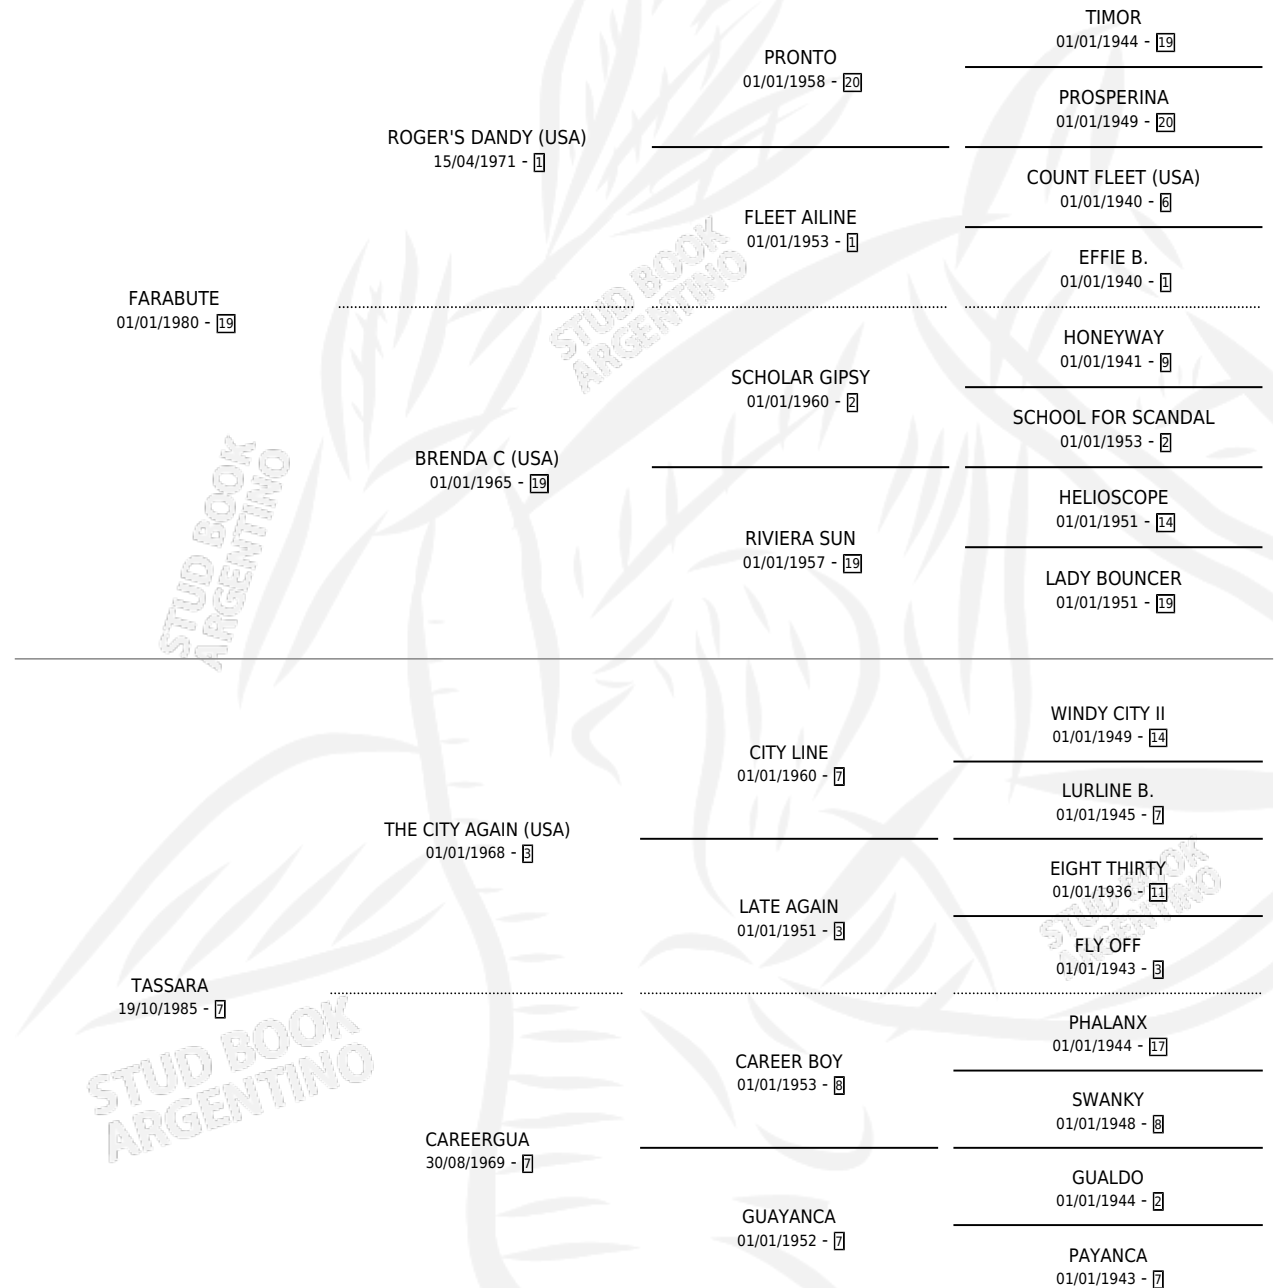 TIMOR
01/01/1944 - 19
PRONTO
01/01/1958 - 20
PROSPERINA
01/01/1949 - 20
ROGER'S DANDY (USA)
15/04/1971 - 1
COUNT FLEET (USA)
01/01/1940 - 6
FLEET AILINE
01/01/1953 - 1
EFFIE B.
01/01/1940 - 1
FARABUTE
01/01/1980 - 19
HONEYWAY
01/01/1941 - 9
SCHOLAR GIPSY
01/01/1960 - 2
SCHOOL FOR SCANDAL
01/01/1953 - 2
BRENDA C (USA)
01/01/1965 - 19
HELIOSCOPE
01/01/1951 - 14
RIVIERA SUN
01/01/1957 - 19
LADY BOUNCER
01/01/1951 - 19
STUD BOOK
ARGENTINO
STUD BOOK
ARGENTINO
WINDY CITY II
01/01/1949 - 14
CITY LINE
01/01/1960 - 7
LURLINE B.
01/01/1945 - 7
THE CITY AGAIN (USA)
01/01/1968 - 3
EIGHT THIRTY
01/01/1936 - 11
LATE AGAIN
01/01/1951 - 3
FLY OFF
01/01/1943 - 3
STUD BOOK
ARGENTINO
TASSARA
19/10/1985 - 7
PHALANX
01/01/1944 - 17
CAREER BOY
01/01/1953 - 8
SWANKY
01/01/1948 - 8
CAREERGUA
30/08/1969 - 7
GUALDO
01/01/1944 - 2
GUAYANCA
01/01/1952 - 7
PAYANCA
01/01/1943 - 7
STUD BOOK
ARGENTINO